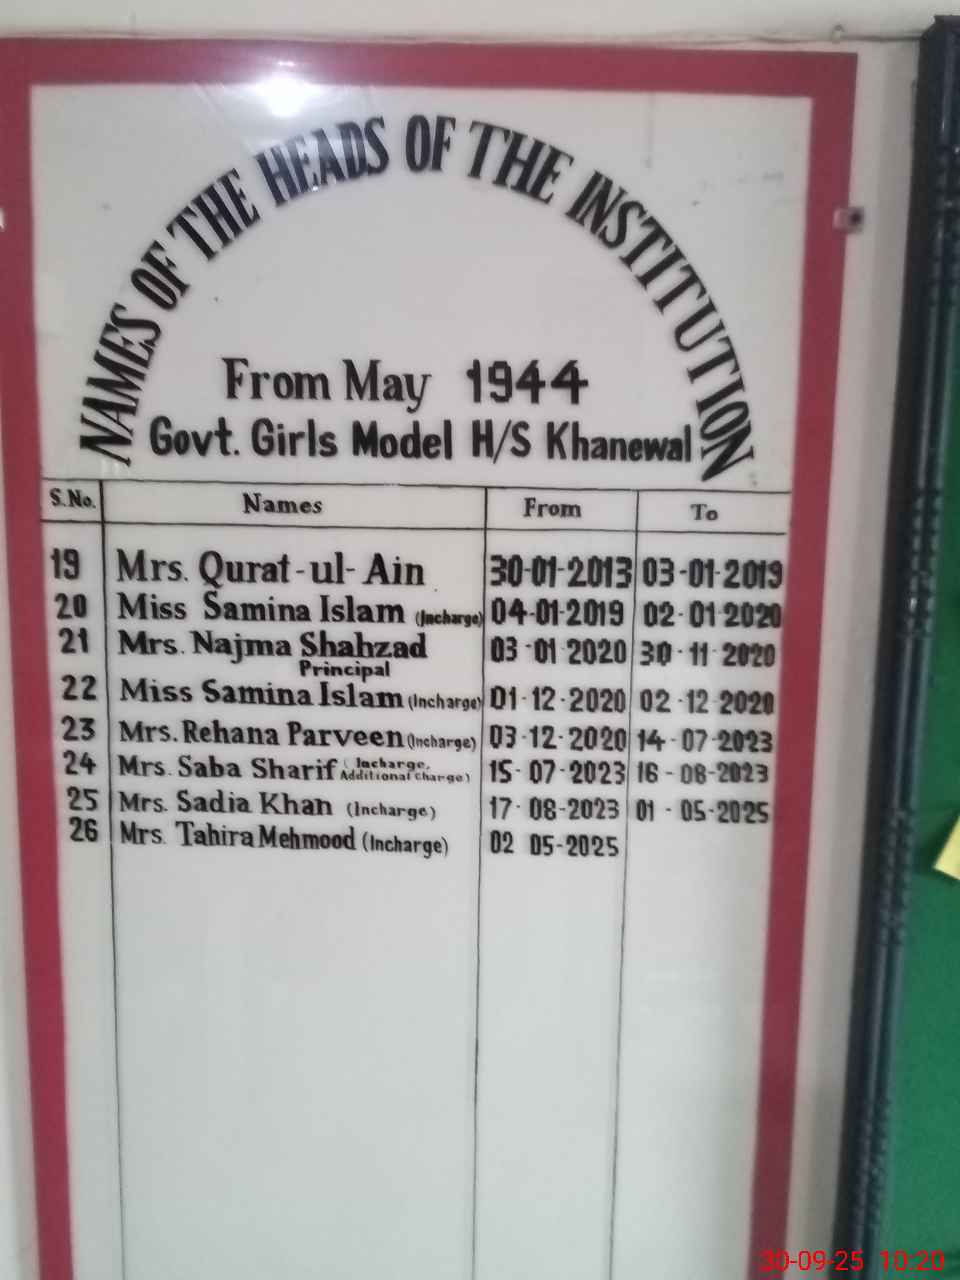 NAMES OF THE HEADS OF THE INSTITUTION
From May 1944
Govt. Girls Model H/S Khanewal
S.No. Names From To
19 Mrs. Qurat-ul-Ain 30-01-2013 03-01-2019
20 Miss Samina Islam (Incharge) 04-01-2019 02-01-2020
21 Mrs. Najma Shahzad 03-01-2020 30-11-2020
Principal
22 Miss Samina Islam (Incharge) 01-12-2020 02-12-2020
23 Mrs. Rehana Parveen (Incharge) 03-12-2020 14-07-2023
24 Mrs. Saba Sharif (Incharge, Additional charge) 15-07-2023 16-08-2023
25 Mrs. Sadia Khan (Incharge) 17-08-2023 01-05-2025
26 Mrs. Tahira Mehmood (Incharge) 02 05-2025
30-09-25 10:20